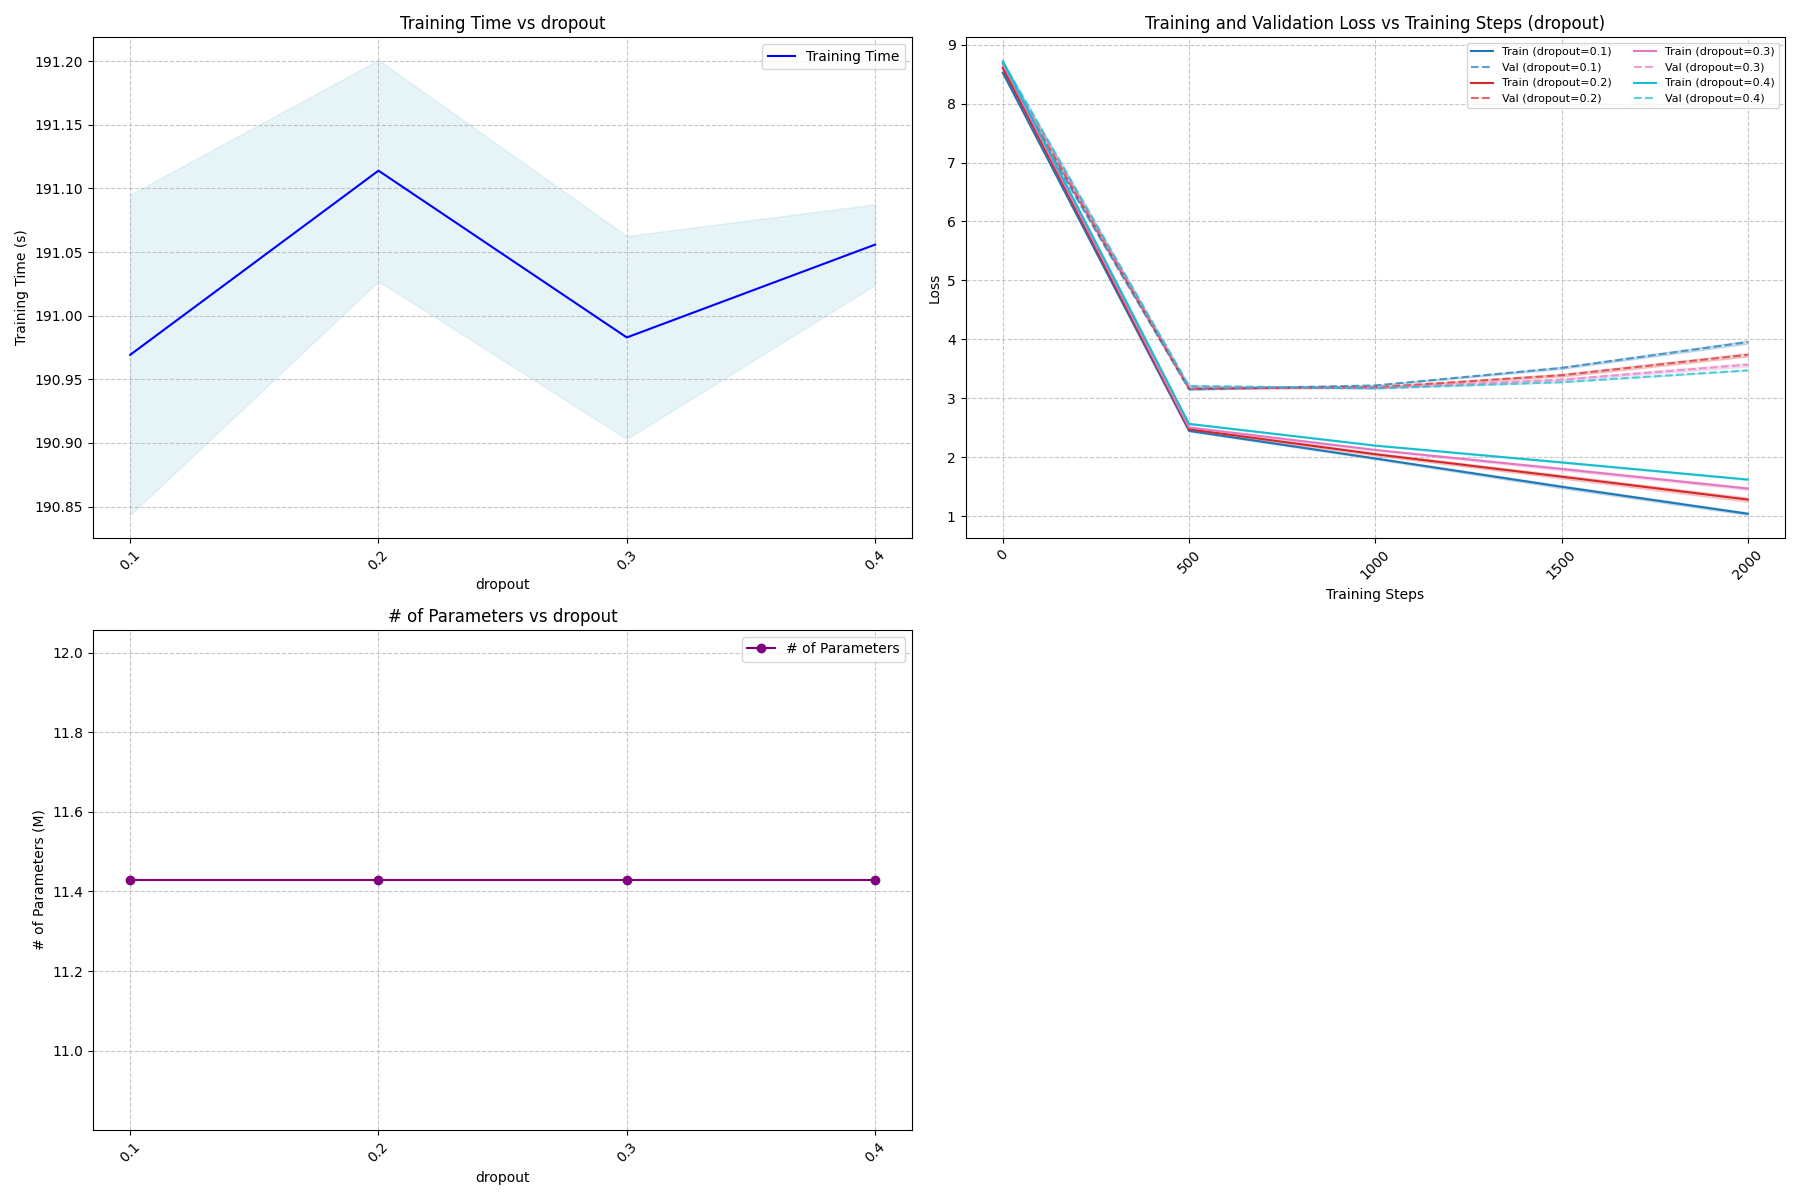 Training Time vs dropout
Training Time
Training Time (s)
191.20
191.15
191.10
191.05
191.00
190.95
190.90
190.85
0.1
0.2
0.3
0.4
dropout
Training and Validation Loss vs Training Steps (dropout)
Train (dropout=0.1)
Val (dropout=0.1)
Train (dropout=0.2)
Val (dropout=0.2)
Train (dropout=0.3)
Val (dropout=0.3)
Train (dropout=0.4)
Val (dropout=0.4)
Loss
9
8
7
6
5
4
3
2
1
0
500
1000
1500
2000
Training Steps
# of Parameters vs dropout
# of Parameters
# of Parameters (M)
12.0
11.8
11.6
11.4
11.2
11.0
0.1
0.2
0.3
0.4
dropout